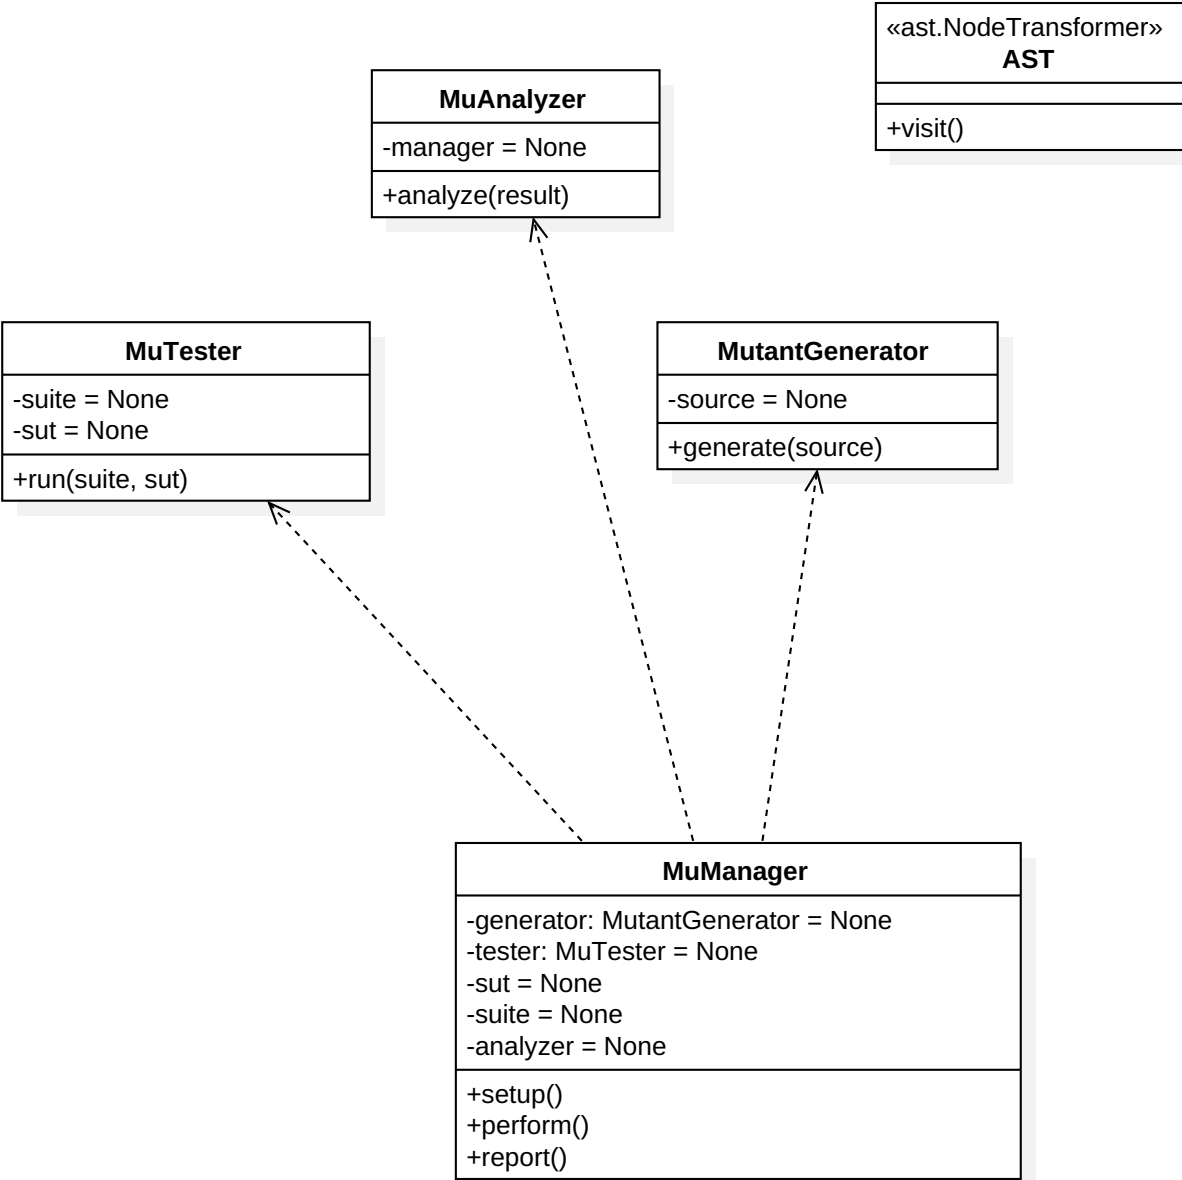 «ast.NodeTransformer»
AST
+visit()
MuAnalyzer
-manager = None
+analyze(result)
MuTester
-suite = None
-sut = None
+run(suite, sut)
MutantGenerator
-source = None
+generate(source)
MuManager
-generator: MutantGenerator = None
-tester: MuTester = None
-sut = None
-suite = None
-analyzer = None
+setup()
+perform()
+report()